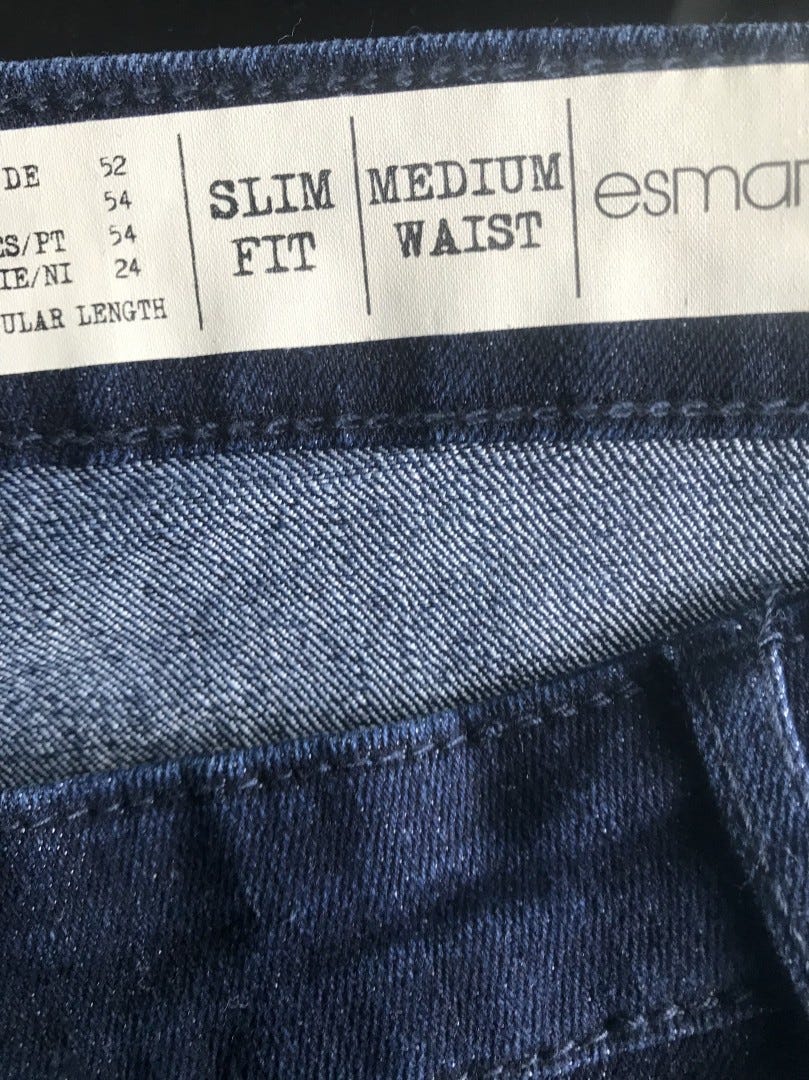 DE 52
54
ES/PT 54
IE/NI 24
ULAR LENGTH
SLIM
FIT
MEDIUM
WAIST
esmar